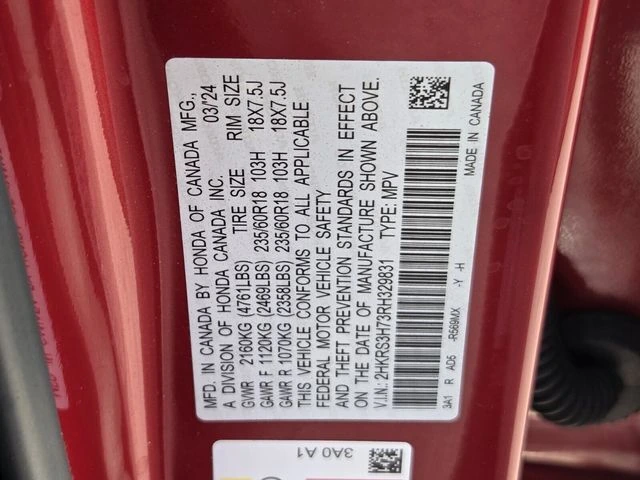 MFD. IN CANADA BY HONDA OF CANADA MFG.,
A DIVISION OF HONDA CANADA INC. 03/'24
GVWR 2160KG (4761LBS) TIRE SIZE RIM SIZE
GAWR F 1120KG (2469LBS) 235/60R18 103H 18X7.5J
GAWR R 1070KG (2358LBS) 235/60R18 103H 18X7.5J
THIS VEHICLE CONFORMS TO ALL APPLICABLE
FEDERAL MOTOR VEHICLE SAFETY
AND THEFT PREVENTION STANDARDS IN EFFECT
ON THE DATE OF MANUFACTURE SHOWN ABOVE.
V.I.N.: 2HKRS3H73RH329831 TYPE: MPV
3A1 R AD5 -R569MX -Y -H
MADE IN CANADA
3A0 A1